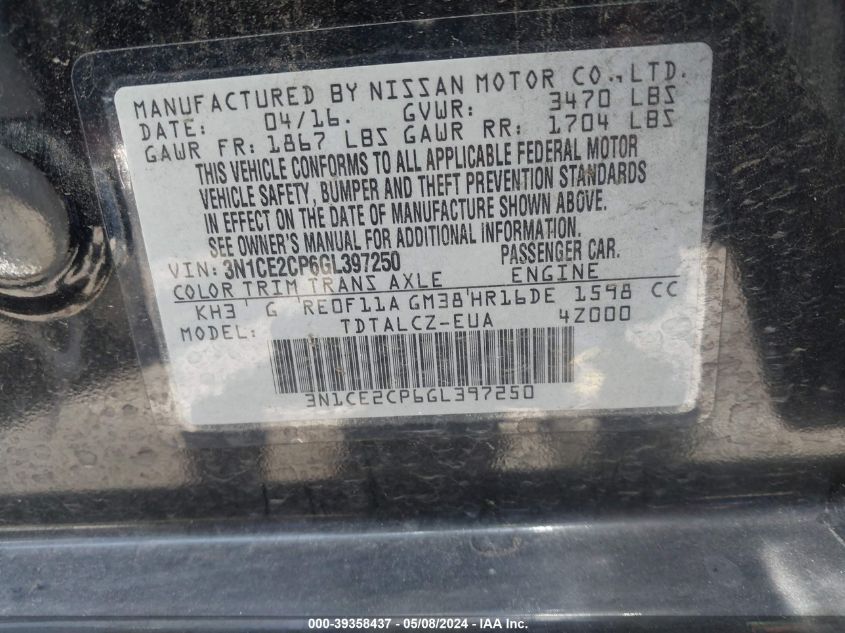 MANUFACTURED BY NISSAN MOTOR CO.,LTD.
DATE: 04/16. GVWR: 3470 LBS
GAWR FR: 1867 LBS GAWR RR: 1704 LBS
THIS VEHICLE CONFORMS TO ALL APPLICABLE FEDERAL MOTOR
VEHICLE SAFETY, BUMPER AND THEFT PREVENTION STANDARDS
IN EFFECT ON THE DATE OF MANUFACTURE SHOWN ABOVE.
SEE OWNER'S MANUAL FOR ADDITIONAL INFORMATION.
VIN: 3N1CE2CP6GL397250 PASSENGER CAR.
COLOR TRIM TRANS AXLE ENGINE
KH3 G RE0F11A GM38 HR16DE 1598 CC
MODEL: TDTALCZ-EUA 4Z000
3N1CE2CP6GL397250
000-39358437 - 05/08/2024 - IAA Inc.